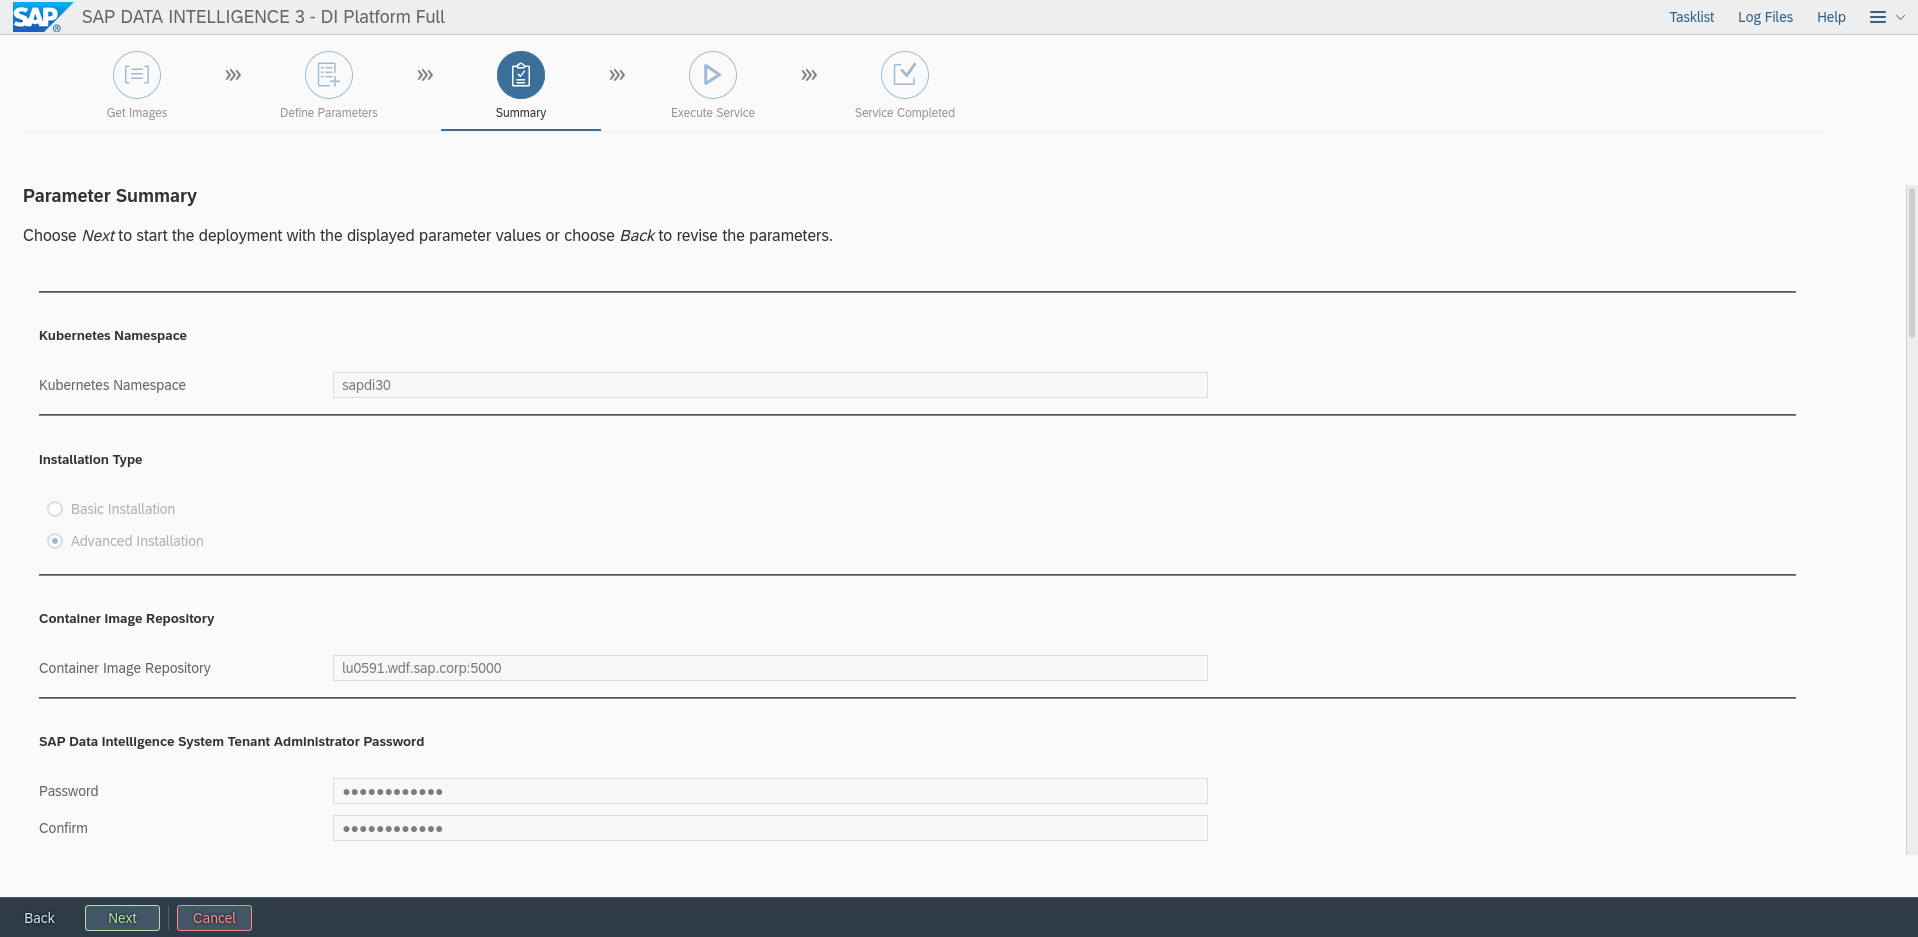 SAP ® SAP DATA INTELLIGENCE 3 - DI Platform Full Tasklist Log Files Help
Get Images Define Parameters Summary Execute Service Service Completed
Parameter Summary
Choose Next to start the deployment with the displayed parameter values or choose Back to revise the parameters.
Kubernetes Namespace
Kubernetes Namespace sapdi30
Installation Type
Basic Installation
Advanced Installation
Container Image Repository
Container Image Repository lu0591.wdf.sap.corp:5000
SAP Data Intelligence System Tenant Administrator Password
Password ●●●●●●●●●●●●
Confirm ●●●●●●●●●●●●
Back Next Cancel